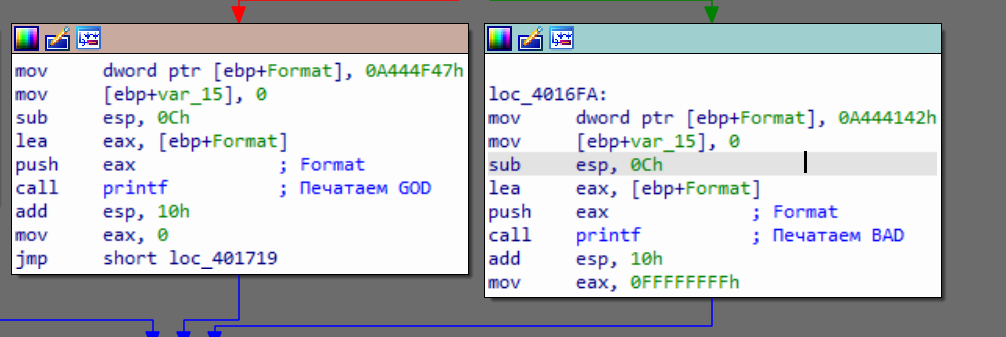 mov dword ptr [ebp+Format], 0A444F47h
mov [ebp+var_15], 0
sub esp, 0Ch
lea eax, [ebp+Format]
push eax ; Format
call printf ; Печатаем GOD
add esp, 10h
mov eax, 0
jmp short loc_401719
loc_4016FA:
mov dword ptr [ebp+Format], 0A444142h
mov [ebp+var_15], 0
sub esp, 0Ch
lea eax, [ebp+Format]
push eax ; Format
call printf ; Печатаем BAD
add esp, 10h
mov eax, 0FFFFFFFFh